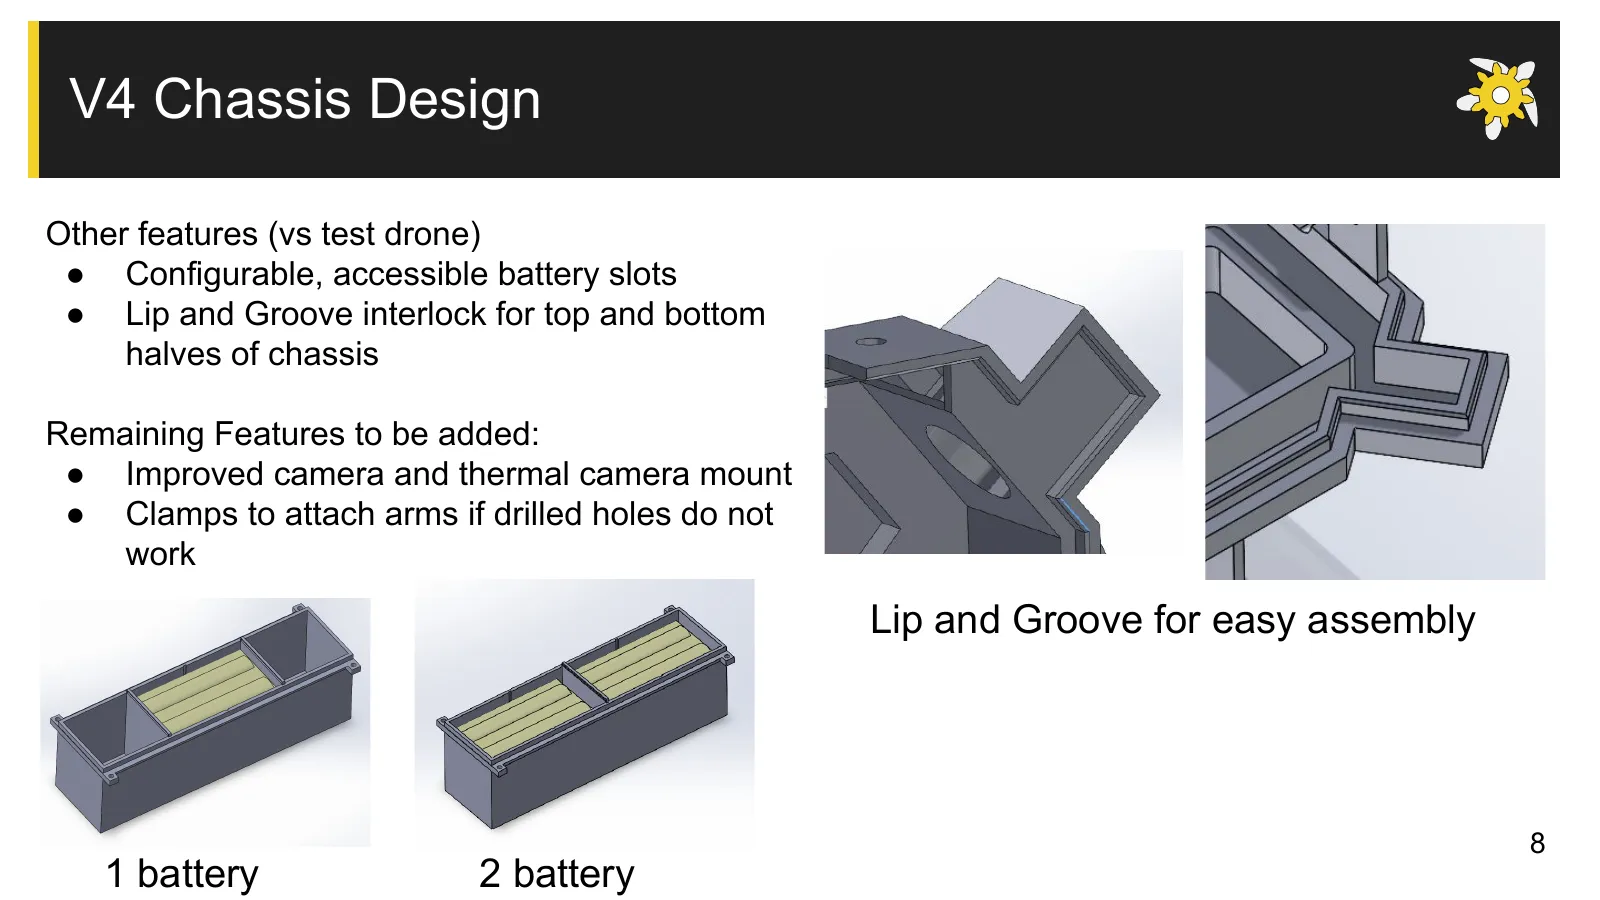 V4 Chassis Design
Other features (vs test drone)
● Configurable, accessible battery slots
● Lip and Groove interlock for top and bottom
halves of chassis
Remaining Features to be added:
● Improved camera and thermal camera mount
● Clamps to attach arms if drilled holes do not
work
Lip and Groove for easy assembly
1 battery
2 battery
8